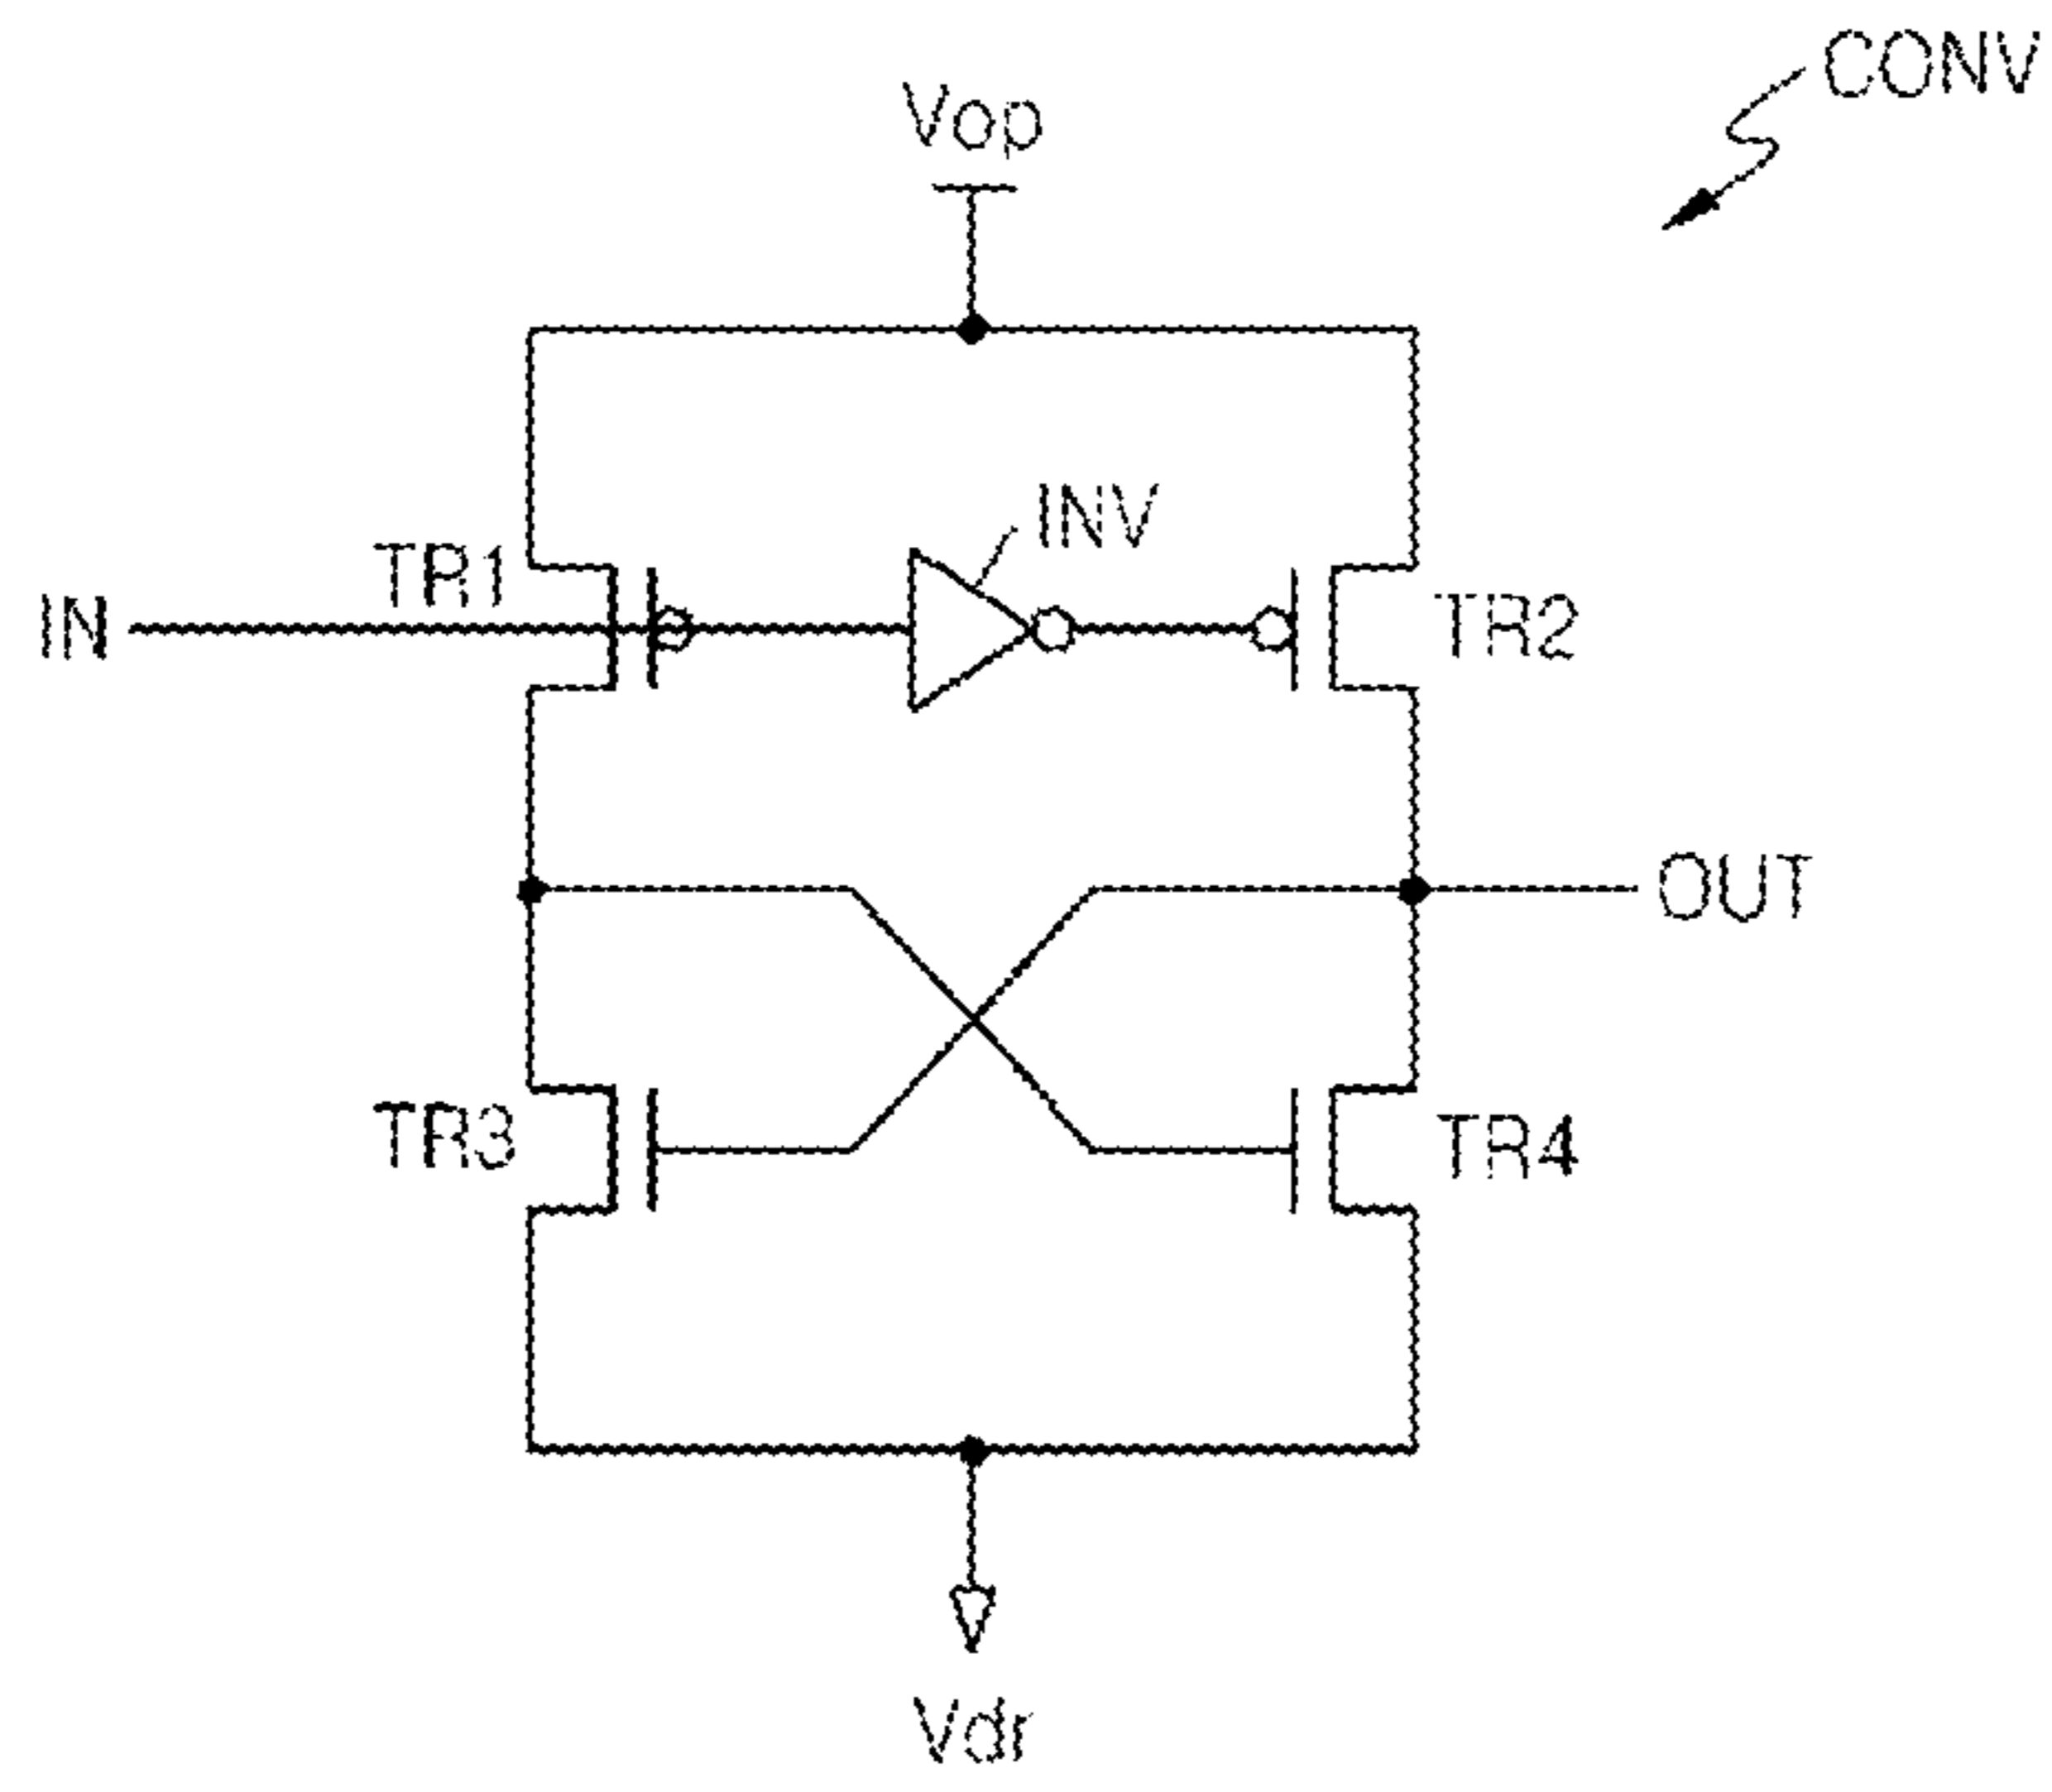 CONV
Vop
INV
TR1
IN
TR2
OUT
TR3
TR4
Vdr